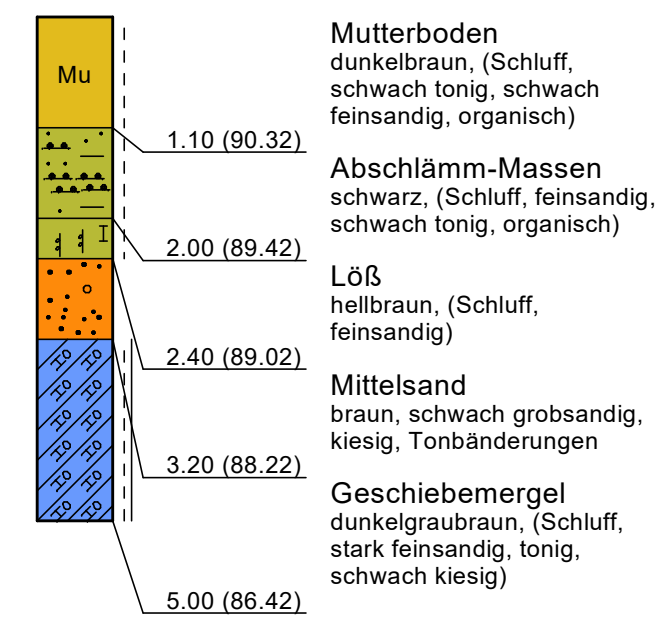 Mu
Mutterboden
dunkelbraun, (Schluff,
schwach tonig, schwach
feinsandig, organisch)
1.10 (90.32)
Abschlämm-Massen
schwarz, (Schluff, feinsandig,
schwach tonig, organisch)
2.00 (89.42)
Löß
hellbraun, (Schluff,
feinsandig)
2.40 (89.02)
Mittelsand
braun, schwach grobsandig,
kiesig, Tonbänderungen
3.20 (88.22)
Geschiebemergel
dunkelgraubraun, (Schluff,
stark feinsandig, tonig,
schwach kiesig)
5.00 (86.42)